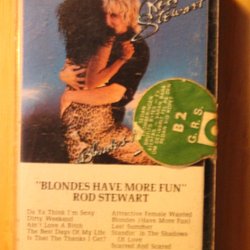 Stewart
B2
G.R.S.
"BLONDES HAVE MORE FUN"
ROD STEWART
Da Ya Think I'm Sexy
Dirty Weekend
Ain't Love A Bitch
The Best Days Of My Life
Is That The Thanks I Get?
Attractive Female Wanted
Blondes (Have More Fun)
Last Summer
Standin' In The Shadows
Of Love
Scarred And Scared